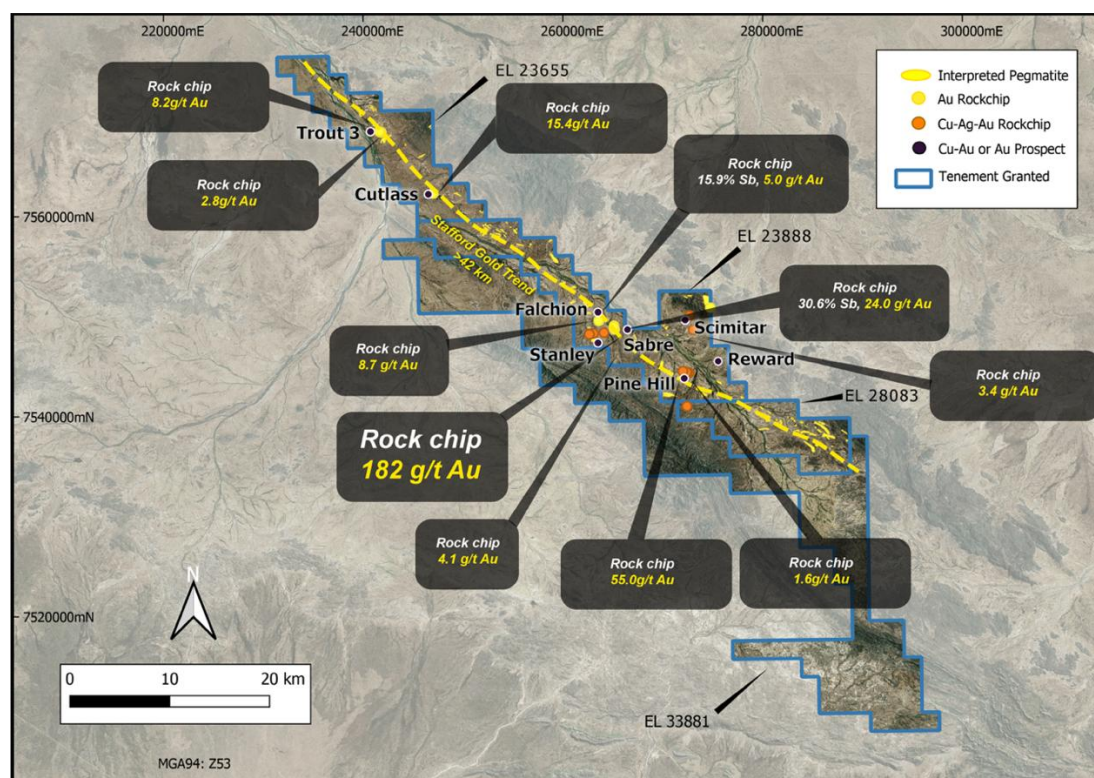 220000mE
240000mE
260000mE
280000mE
300000mE
7560000mN
7540000mN
7520000mN
Interpreted Pegmatite
Au Rockchip
Cu-Ag-Au Rockchip
Cu-Au or Au Prospect
Tenement Granted
EL 23655
Rock chip
8.2g/t Au
Rock chip
15.4g/t Au
Trout 3
Rock chip
15.9% Sb, 5.0 g/t Au
Rock chip
2.8g/t Au
Cutlass
Stafford Gold Trend
>42 km
EL 23888
Rock chip
30.6% Sb, 24.0 g/t Au
Falchion
Scimitar
Sabre
Stanley
Reward
Rock chip
8.7 g/t Au
Pine Hill
Rock chip
3.4 g/t Au
EL 28083
Rock chip
182 g/t Au
Rock chip
4.1 g/t Au
Rock chip
55.0g/t Au
Rock chip
1.6g/t Au
N
0
10
20 km
EL 33881
MGA94: Z53